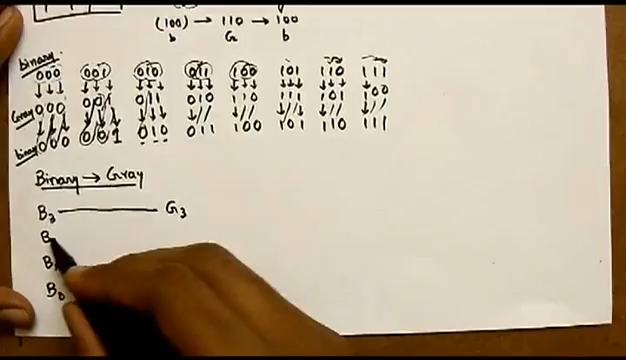 (100) → 110 → 100
b G b
binary 000 001 010 011 100 101 110 111
Gray 000 001 011 010 110 111 101 100
binary 000 001 010 011 100 101 110 111
Binary → Gray
B3 G3
B
B
B0